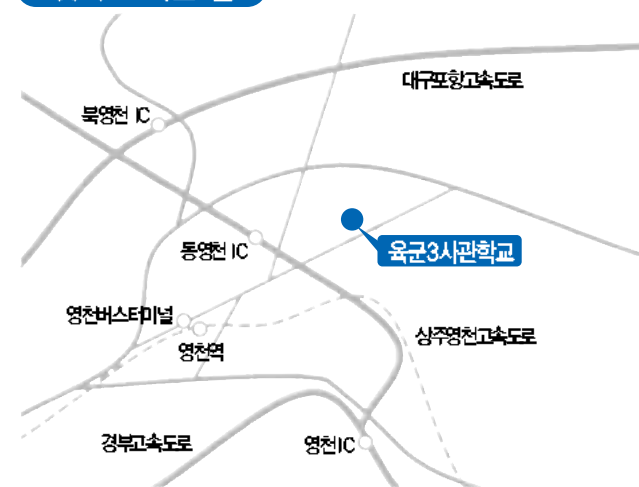 대구포항고속도로
북영천 IC
동영천 IC
육군3사관학교
영천버스터미널
영천역
상주영천고속도로
경부고속도로
영천IC